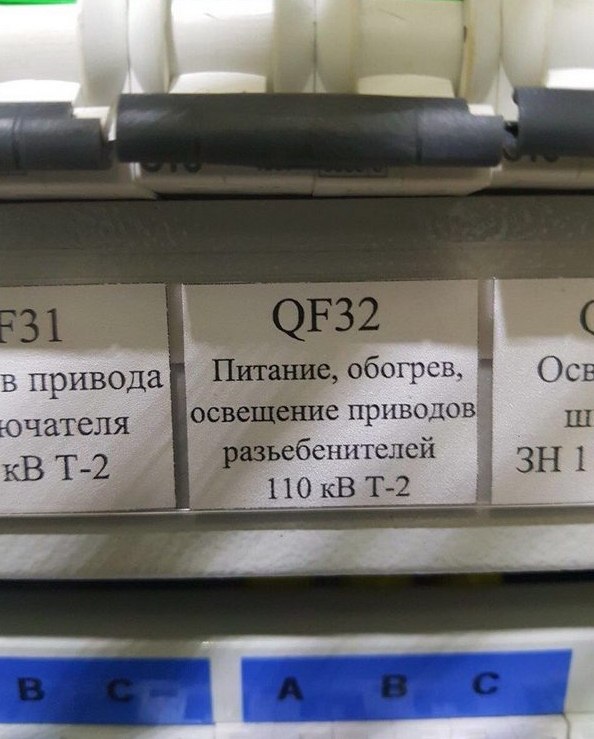 F31
в привода
ючателя
кВ Т-2
QF32
Питание, обогрев,
освещение приводов
разьебенителей
110 кВ Т-2
Осв
ш
ЗН 1
B C
A B C